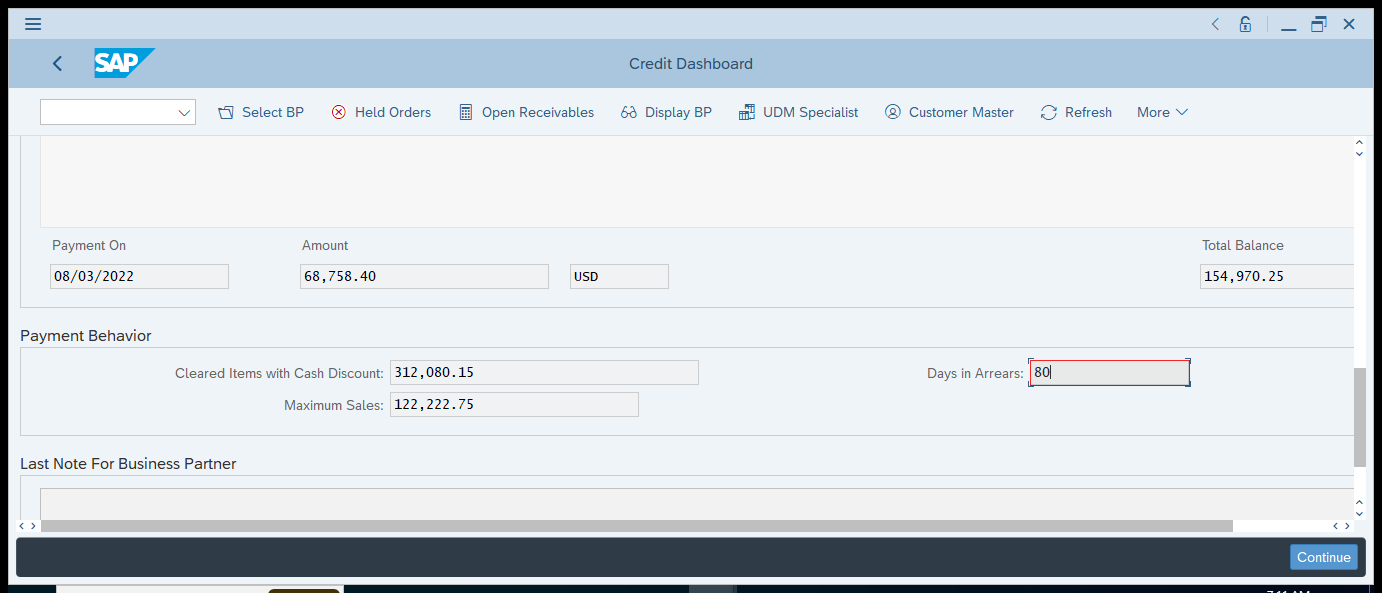 SAP
Credit Dashboard
Select BP Held Orders Open Receivables Display BP UDM Specialist Customer Master Refresh More
Payment On Amount Total Balance
08/03/2022 68,758.40 USD 154,970.25
Payment Behavior
Cleared Items with Cash Discount: 312,080.15 Days in Arrears: 80
Maximum Sales: 122,222.75
Last Note For Business Partner
Continue